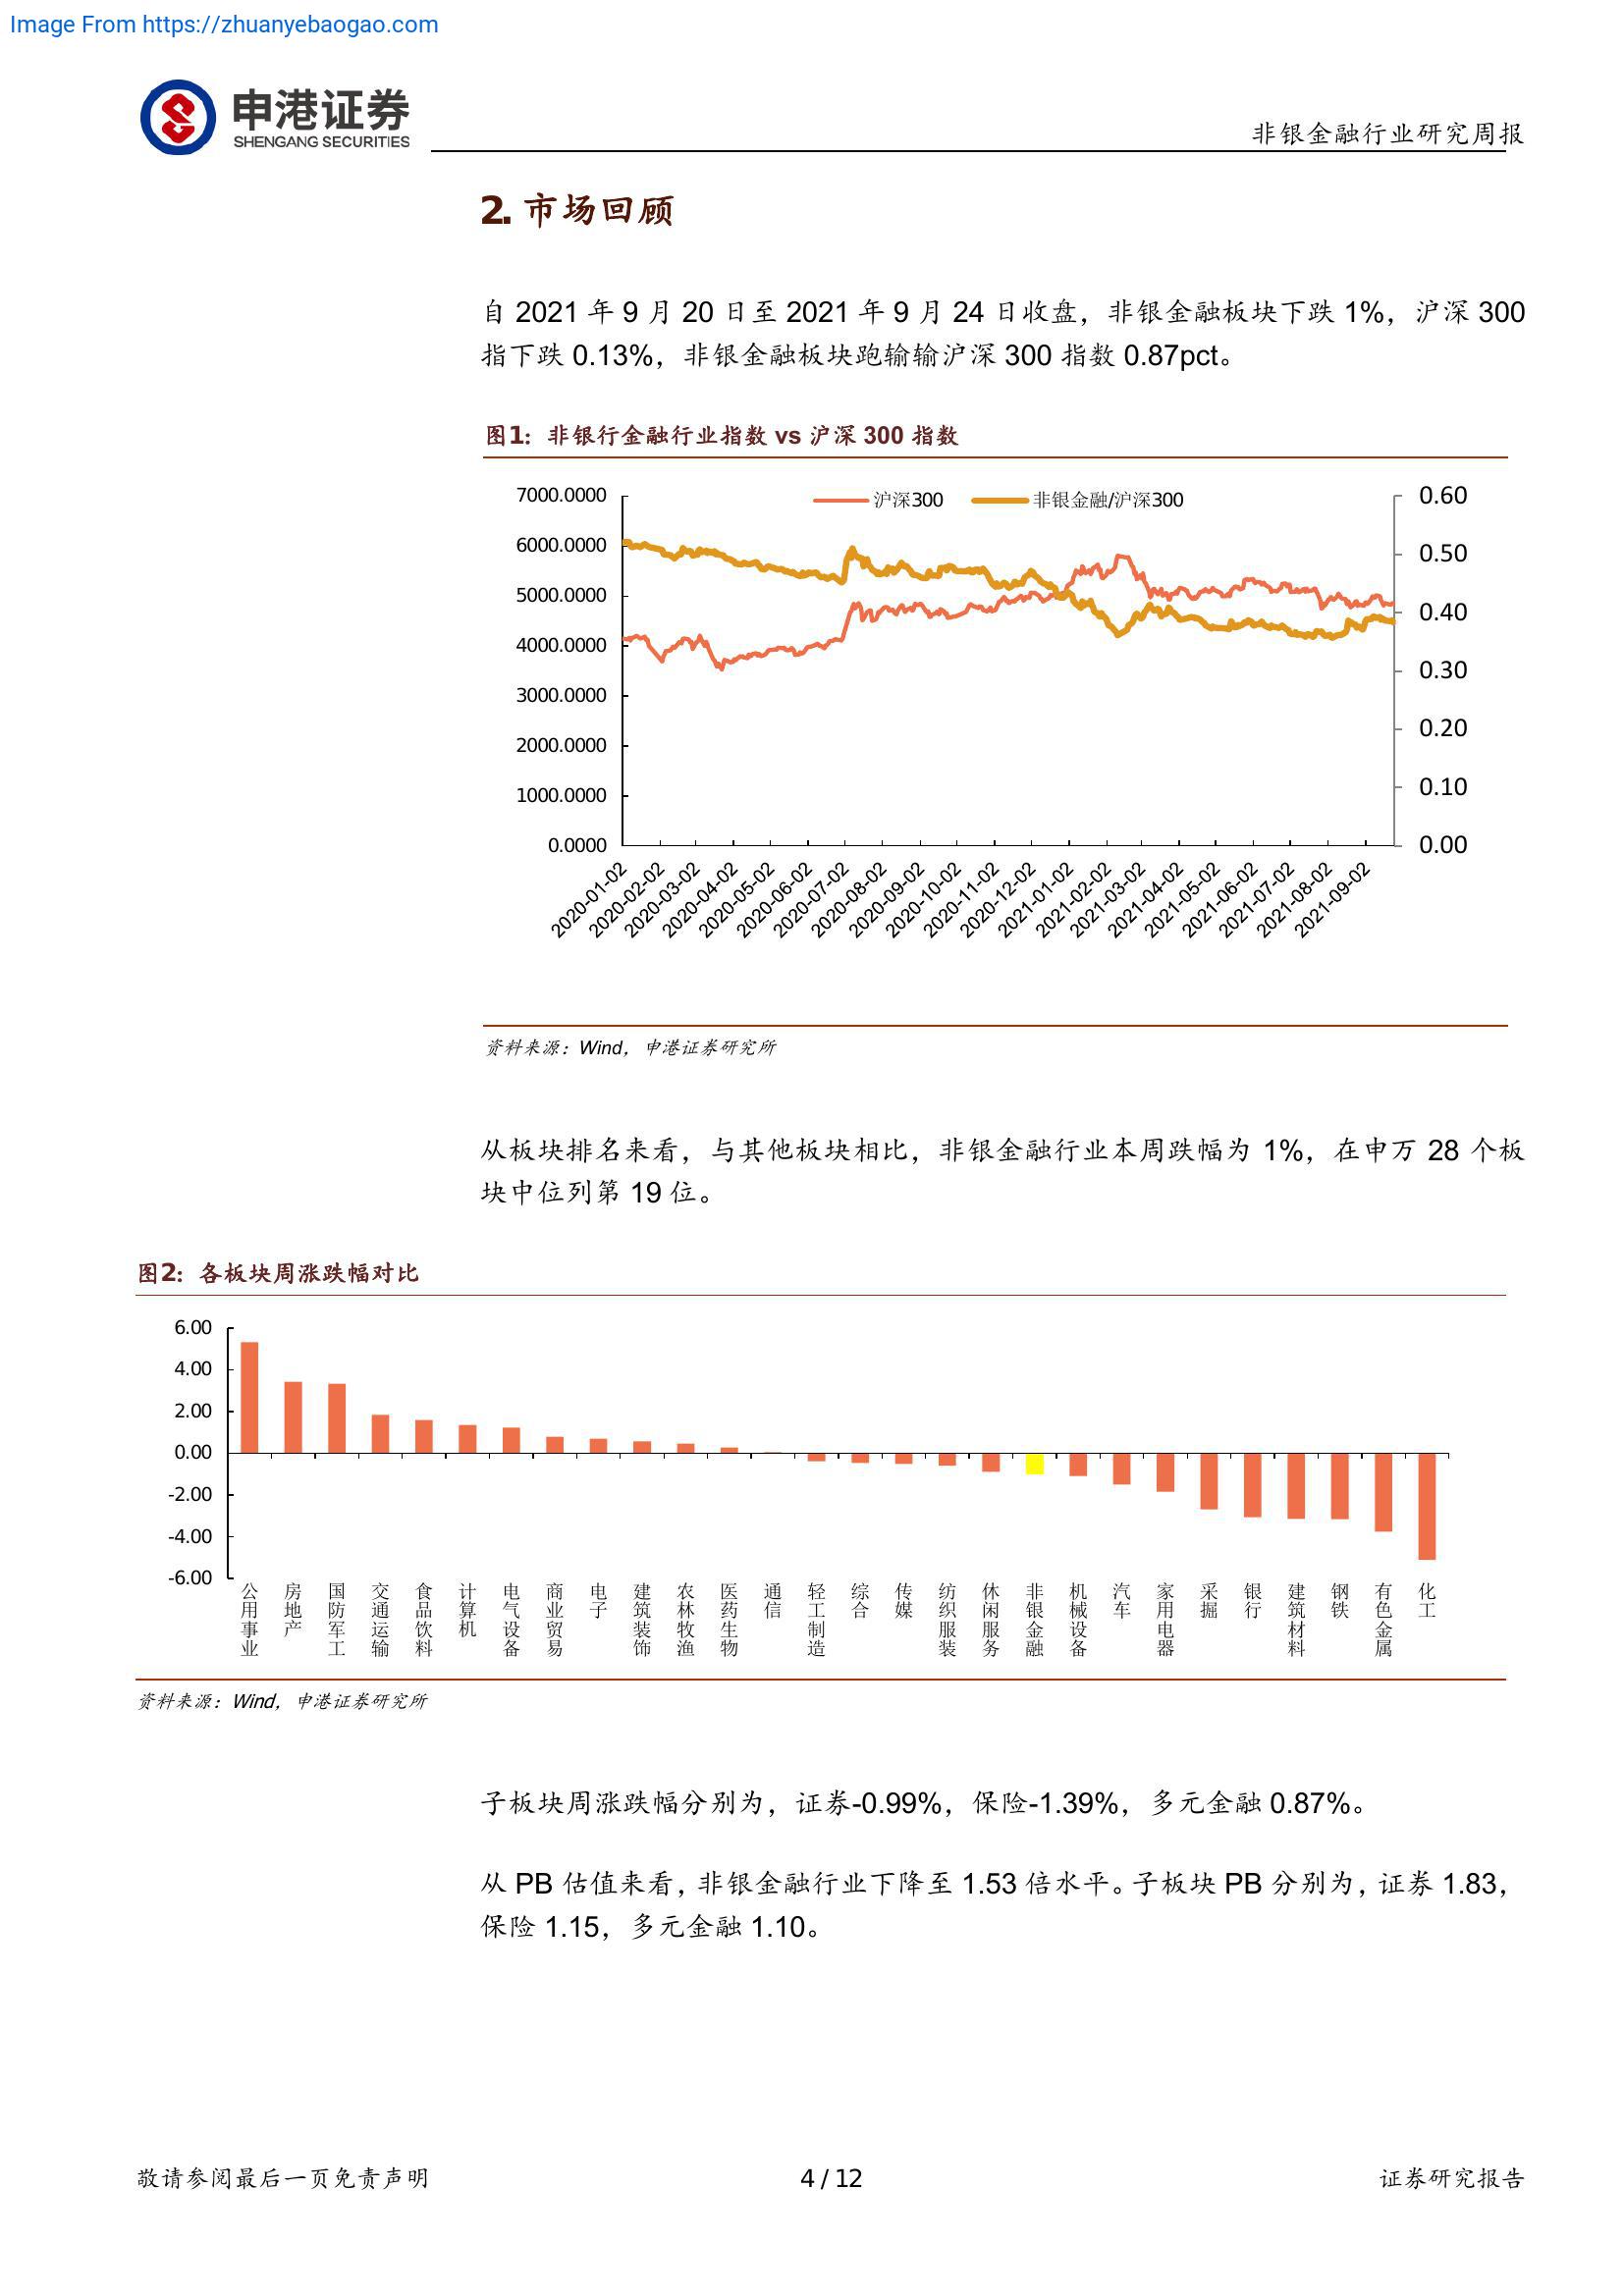 Image From https://zhuanyebaogao.com
申港证券
SHENGANG SECURITIES
非银金融行业研究周报
2. 市场回顾
自 2021 年 9 月 20 日至 2021 年 9 月 24 日收盘，非银金融板块下跌 1%，沪深 300
指下跌 0.13%，非银金融板块跑输输沪深 300 指数 0.87pct。
图1：非银行金融行业指数 vs 沪深 300 指数
沪深300 非银金融/沪深300
7000.0000
6000.0000
5000.0000
4000.0000
3000.0000
2000.0000
1000.0000
0.0000
0.60
0.50
0.40
0.30
0.20
0.10
0.00
2020-01-02
2020-02-02
2020-03-02
2020-04-02
2020-05-02
2020-06-02
2020-07-02
2020-08-02
2020-09-02
2020-10-02
2020-11-02
2020-12-02
2021-01-02
2021-02-02
2021-03-02
2021-04-02
2021-05-02
2021-06-02
2021-07-02
2021-08-02
2021-09-02
资料来源：Wind，申港证券研究所
从板块排名来看，与其他板块相比，非银金融行业本周跌幅为 1%，在申万 28 个板
块中位列第 19 位。
图2：各板块周涨跌幅对比
6.00
4.00
2.00
0.00
-2.00
-4.00
-6.00
公用事业
房地产
国防军工
交通运输
食品饮料
计算机
电气设备
商业贸易
电子
建筑装饰
农林牧渔
医药生物
通信
轻工制造
综合
传媒
纺织服装
休闲服务
非银金融
机械设备
汽车
家用电器
采掘
银行
建筑材料
钢铁
有色金属
化工
资料来源：Wind，申港证券研究所
子板块周涨跌幅分别为，证券-0.99%，保险-1.39%，多元金融 0.87%。
从 PB 估值来看，非银金融行业下降至 1.53 倍水平。子板块 PB 分别为，证券 1.83，
保险 1.15，多元金融 1.10。
敬请参阅最后一页免责声明
4 / 12
证券研究报告